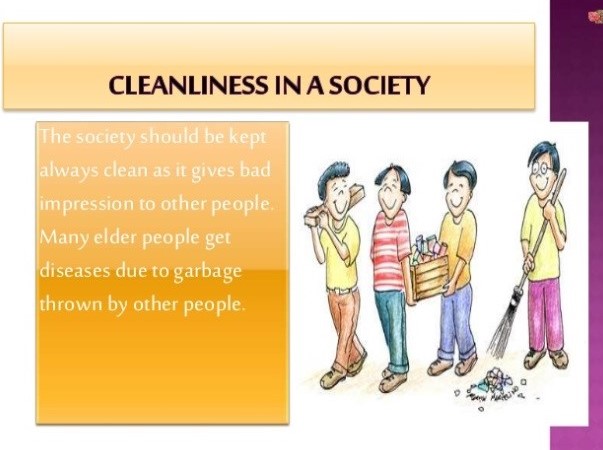 CLEANLINESS IN A SOCIETY
The society should be kept
always clean as it gives bad
impression to other people.
Many elder people get
diseases due to garbage
thrown by other people.